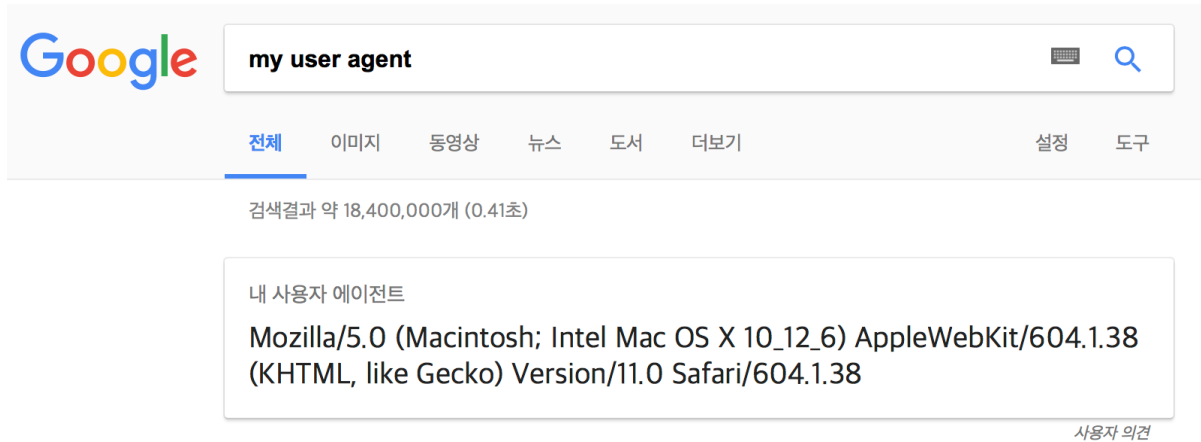 Google
my user agent
전체 이미지 동영상 뉴스 도서 더보기 설정 도구
검색결과 약 18,400,000개 (0.41초)
내 사용자 에이전트
Mozilla/5.0 (Macintosh; Intel Mac OS X 10_12_6) AppleWebKit/604.1.38
(KHTML, like Gecko) Version/11.0 Safari/604.1.38
사용자 의견